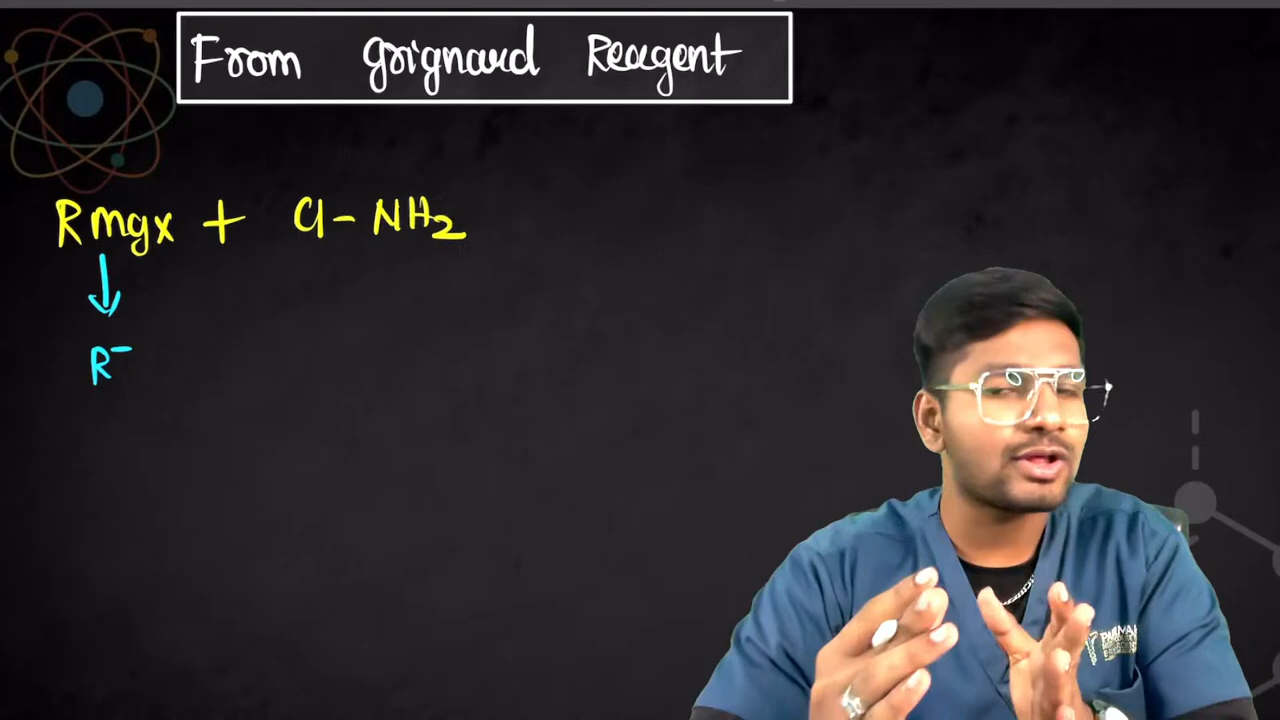 From Grignard Reagent
Rmgx + Cl - NH2
R-